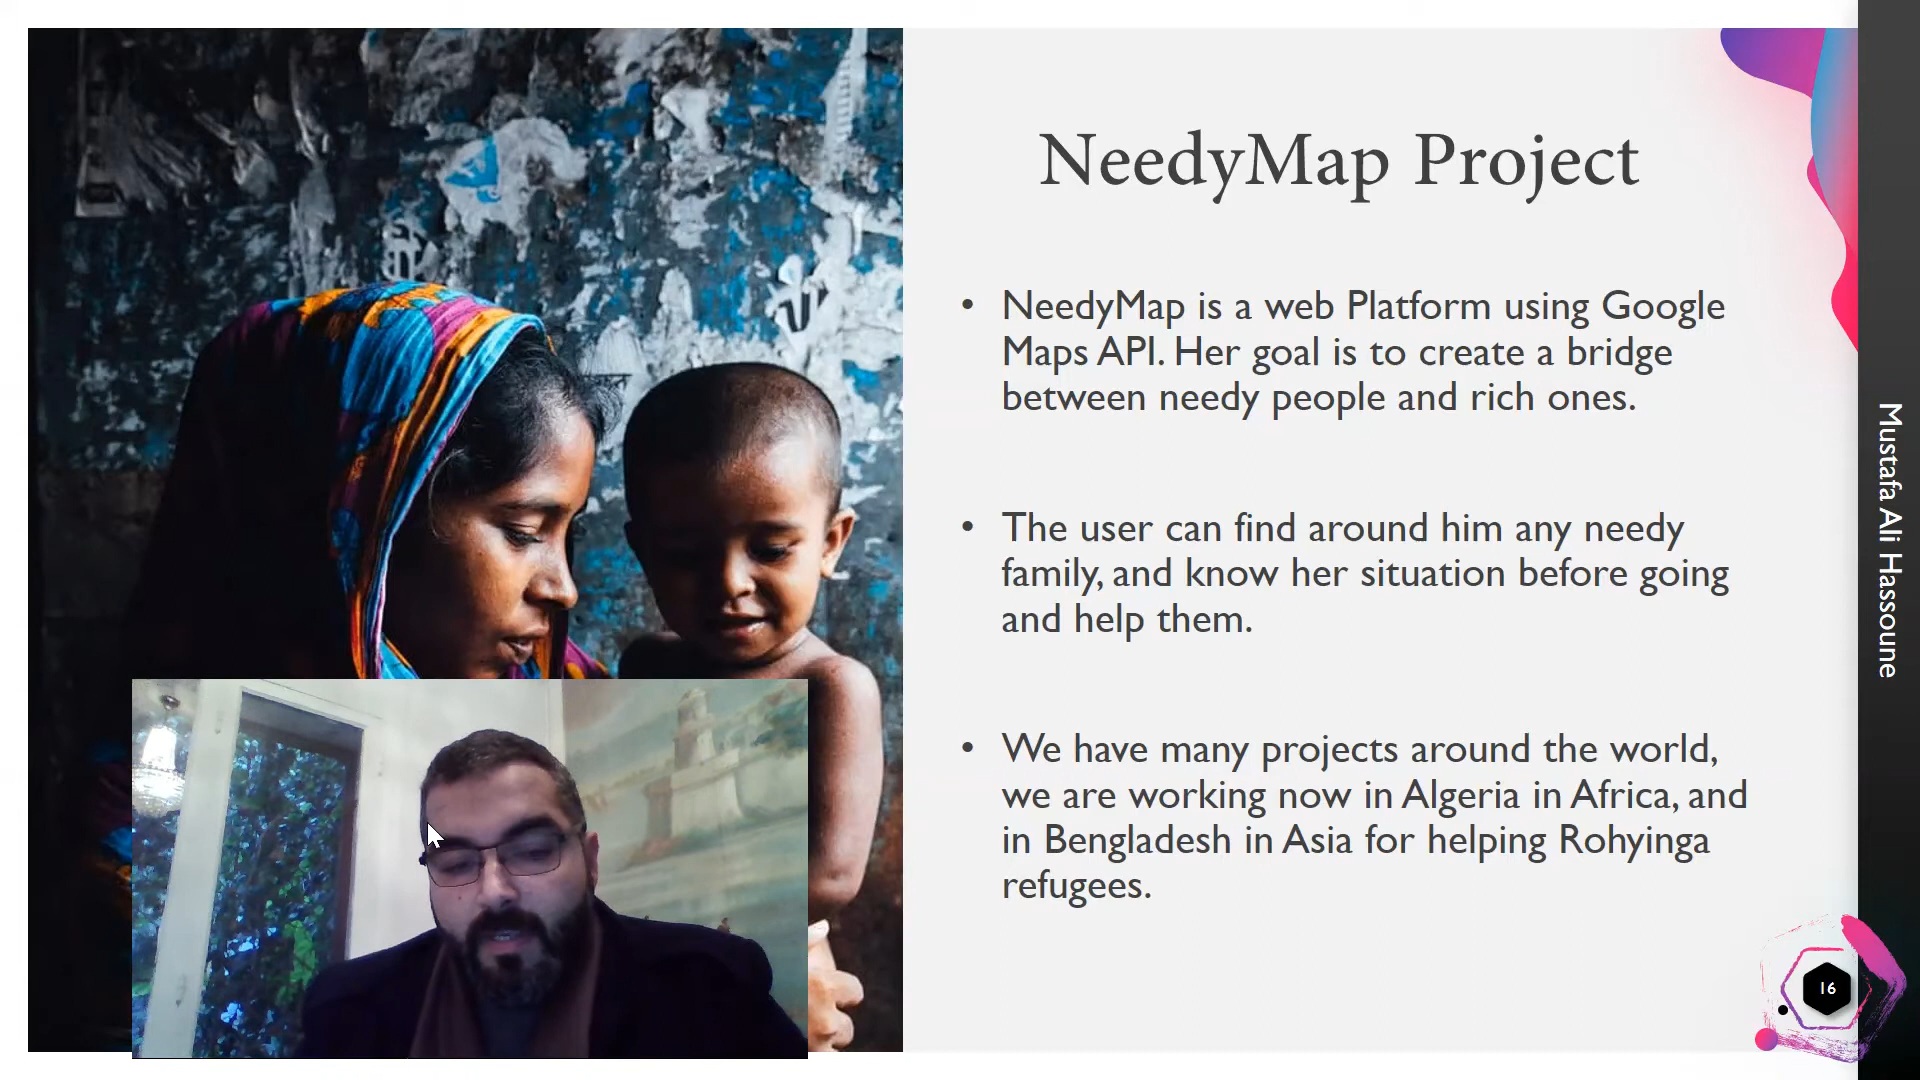 NeedyMap Project
• NeedyMap is a web Platform using Google
Maps API. Her goal is to create a bridge
between needy people and rich ones.
• The user can find around him any needy
family, and know her situation before going
and help them.
• We have many projects around the world,
we are working now in Algeria in Africa, and
in Bengladesh in Asia for helping Rohyinga
refugees.
Mustafa Ali Hassoune
16